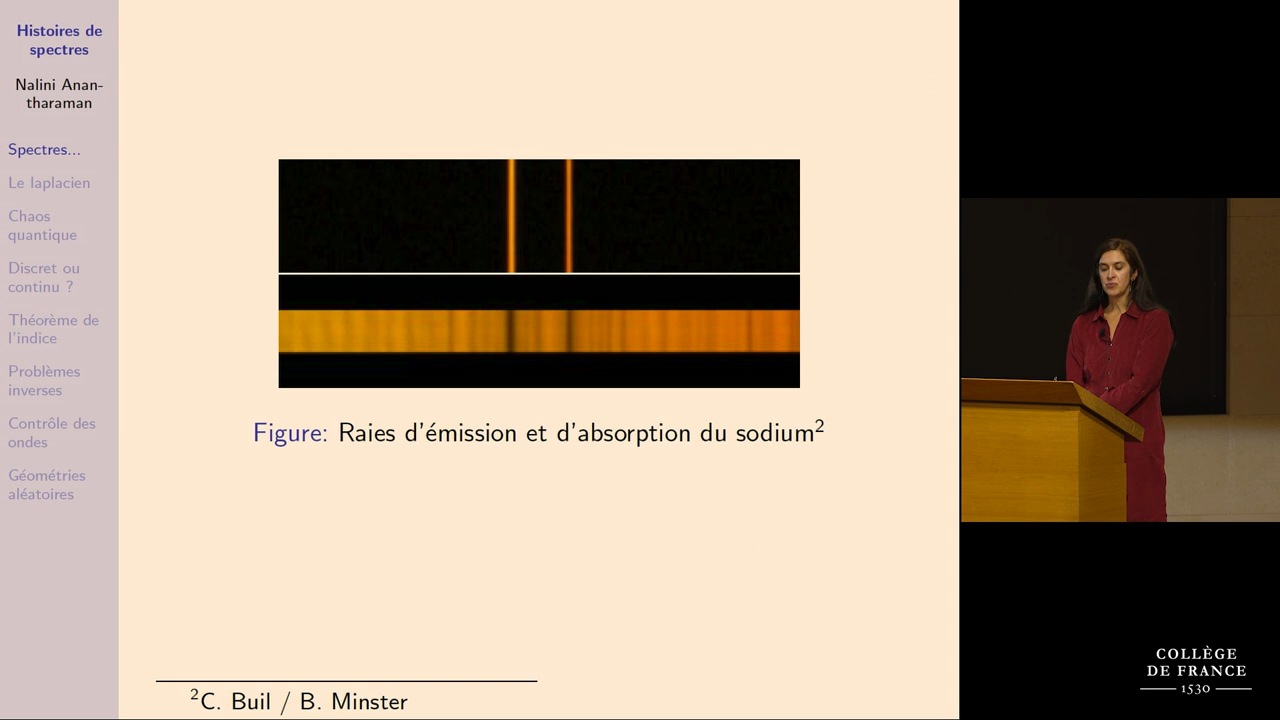 Histoires de
spectres
Nalini Anan-
tharaman
Spectres...
Le laplacien
Chaos
quantique
Discret ou
continu ?
Théorème de
l'indice
Problèmes
inverses
Contrôle des
ondes
Géométries
aléatoires
Figure: Raies d'émission et d'absorption du sodium²
²C. Buil / B. Minster
COLLÈGE
DE FRANCE
1530